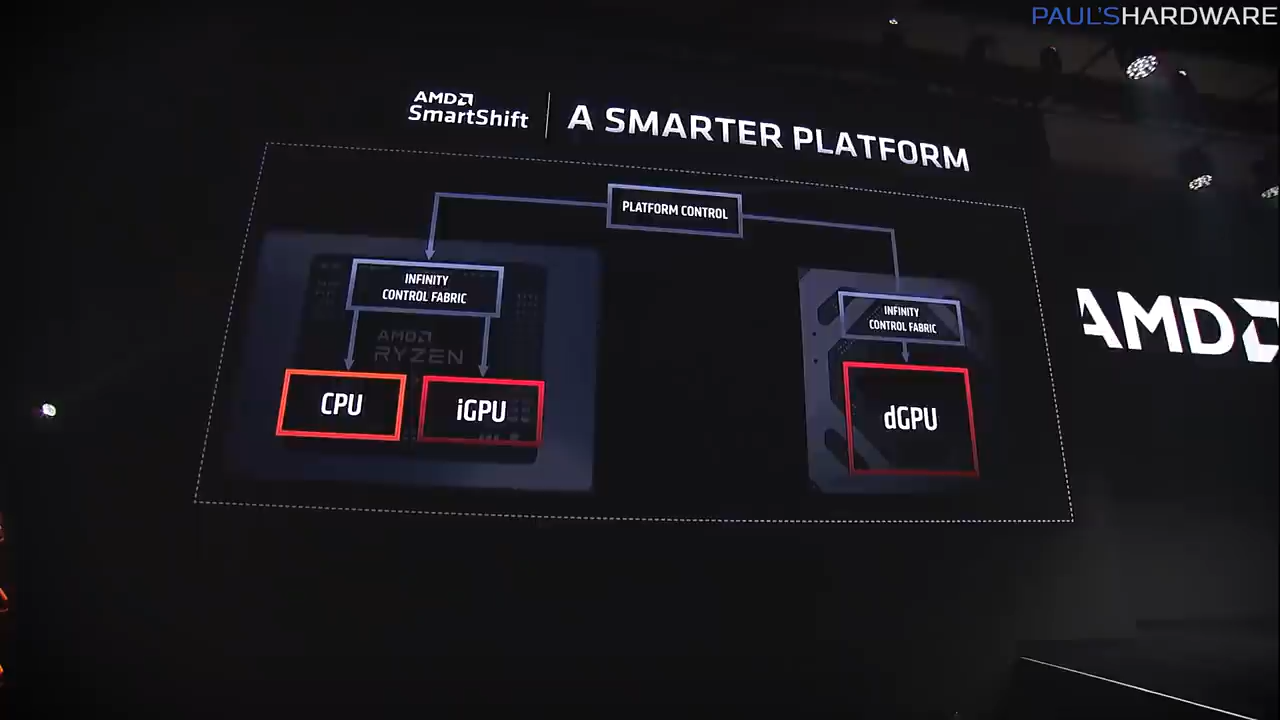 PAUL'SHARDWARE
AMD
SmartShift
A SMARTER PLATFORM
PLATFORM CONTROL
INFINITY
CONTROL FABRIC
INFINITY
CONTROL FABRIC
AMD
RYZEN
CPU
iGPU
dGPU
AMD